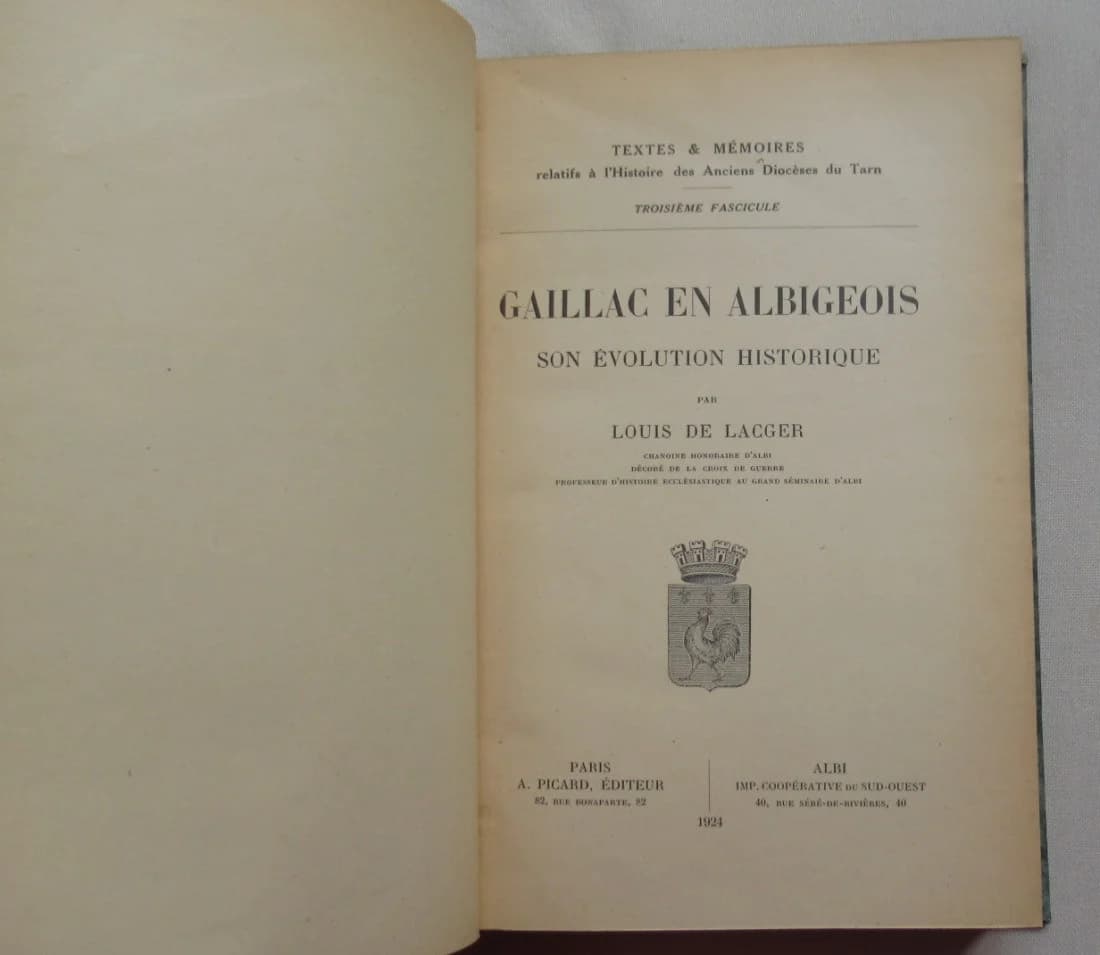 TEXTES & MÉMOIRES
relatifs à l'Histoire des Anciens Diocèses du Tarn
TROISIÈME FASCICULE
GAILLAC EN ALBIGEOIS
SON ÉVOLUTION HISTORIQUE
PAR
LOUIS DE LACGER
CHANOINE HONORAIRE D'ALBI
DÉCORÉ DE LA CROIX DE GUERRE
PROFESSEUR D'HISTOIRE ECCLÉSIASTIQUE AU GRAND SÉMINAIRE D'ALBI
PARIS
A. PICARD, ÉDITEUR
82, RUE BONAPARTE, 82
ALBI
IMP. COOPÉRATIVE DU SUD-OUEST
40, RUE SÉRÉ-DE-RIVIÈRES, 40
1924